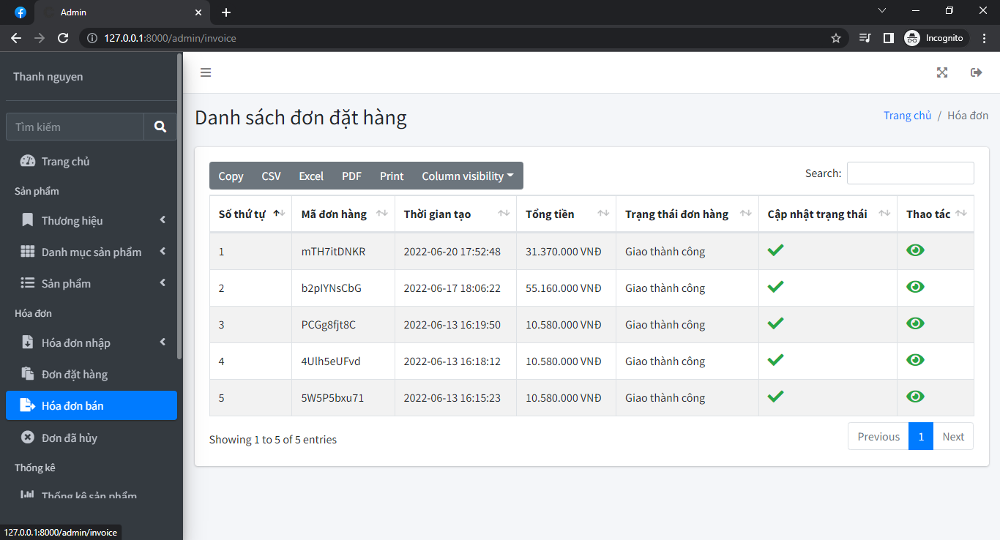 Admin
127.0.0.1:8000/admin/invoice
Incognito
Thanh nguyen
Tìm kiếm
Trang chủ
Sản phẩm
Thương hiệu
Danh mục sản phẩm
Sản phẩm
Hóa đơn
Hóa đơn nhập
Đơn đặt hàng
Hóa đơn bán
Đơn đã hủy
Thống kê
Thống kê sản phẩm
127.0.0.1:8000/admin/invoice
Danh sách đơn đặt hàng
Trang chủ / Hóa đơn
Copy CSV Excel PDF Print Column visibility
Search:
Số thứ tự Mã đơn hàng Thời gian tạo Tổng tiền Trạng thái đơn hàng Cập nhật trạng thái Thao tác
1 mTH7itDNKR 2022-06-20 17:52:48 31.370.000 VNĐ Giao thành công
2 b2pIYNsCbG 2022-06-17 18:06:22 55.160.000 VNĐ Giao thành công
3 PCGg8fjt8C 2022-06-13 16:19:50 10.580.000 VNĐ Giao thành công
4 4Ulh5eUFvd 2022-06-13 16:18:12 10.580.000 VNĐ Giao thành công
5 5W5P5bxu71 2022-06-13 16:15:23 10.580.000 VNĐ Giao thành công
Showing 1 to 5 of 5 entries
Previous 1 Next